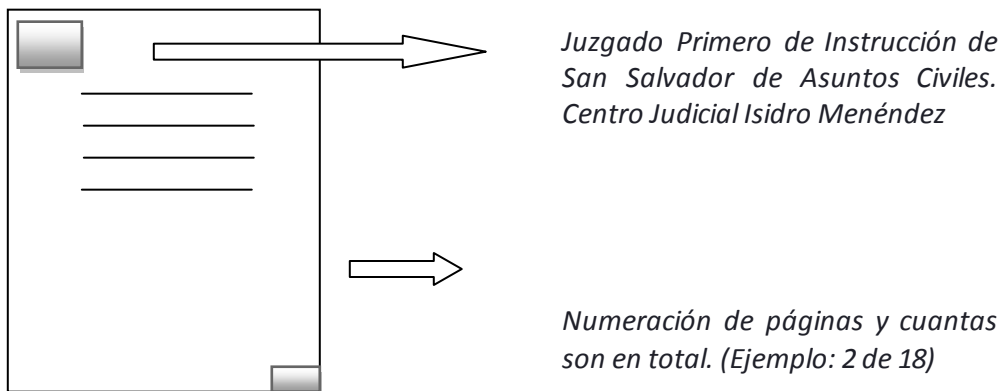 Juzgado Primero de Instrucción de
San Salvador de Asuntos Civiles.
Centro Judicial Isidro Menéndez
Numeración de páginas y cuantas
son en total. (Ejemplo: 2 de 18)